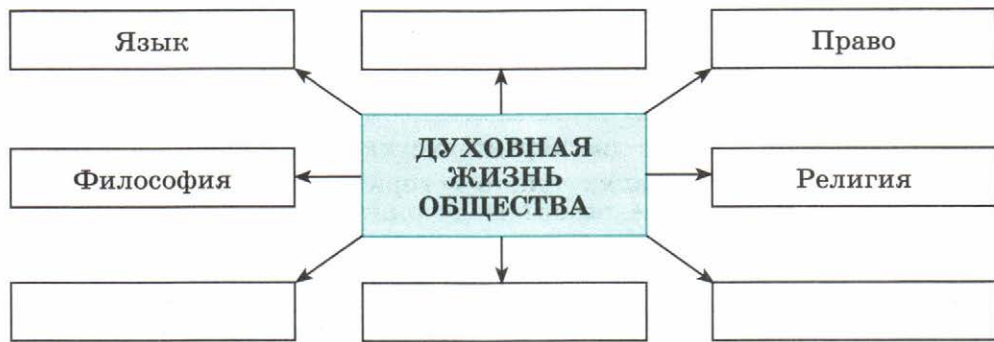 Язык
Право
ДУХОВНАЯ
ЖИЗНЬ
ОБЩЕСТВА
Философия
Религия